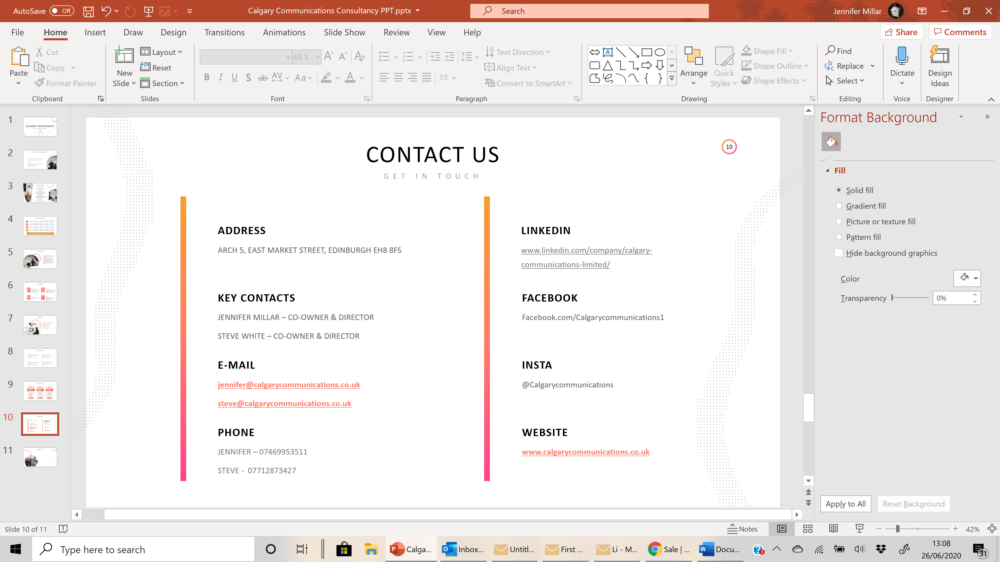 AutoSave Off Calgary Communications Consultancy PPT.pptx Search Jennifer Millar
File Home Insert Draw Design Transitions Animations Slide Show Review View Help Share Comments
Paste Cut Copy Format Painter Clipboard
New Slide Layout Reset Section Slides
65.3 Font
Text Direction Align Text Convert to SmartArt Paragraph
Arrange Quick Styles Shape Fill Shape Outline Shape Effects Drawing
Find Replace Select Editing
Dictate Voice
Design Ideas Designer
1
CALGARY CONSULTANCY
2
3
4
5
6
7
8
9
10
11
CONTACT US
10
GET IN TOUCH
ADDRESS
ARCH 5, EAST MARKET STREET, EDINBURGH EH8 8FS
KEY CONTACTS
JENNIFER MILLAR – CO-OWNER & DIRECTOR
STEVE WHITE – CO-OWNER & DIRECTOR
E-MAIL
jennifer@calgarycommunications.co.uk
steve@calgarycommunications.co.uk
PHONE
JENNIFER – 07469953511
STEVE - 07712873427
LINKEDIN
www.linkedin.com/company/calgary-
communications-limited/
FACEBOOK
Facebook.com/Calgarycommunications1
INSTA
@Calgarycommunications
WEBSITE
www.calgarycommunications.co.uk
Format Background
Fill
Solid fill
Gradient fill
Picture or texture fill
Pattern fill
Hide background graphics
Color
Transparency 0%
Apply to All Reset Background
Slide 10 of 11 Notes 42%
Type here to search Calga... Inbox... Untitl... First ... Li - M... Sale | ... Docu... 13:08
26/06/2020 31